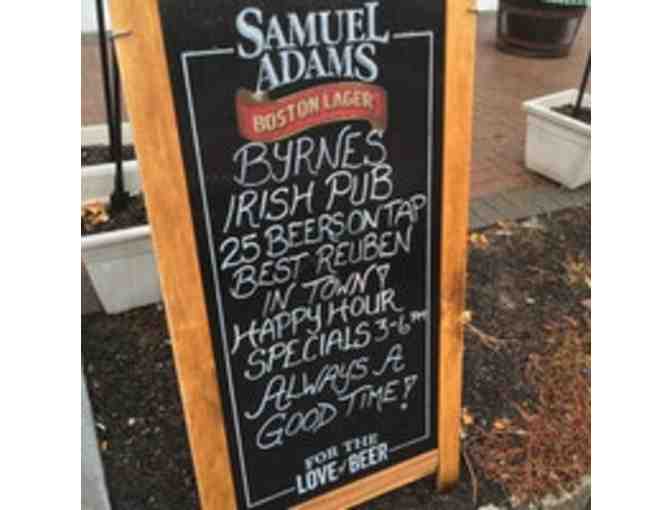 SAMUEL
ADAMS
BOSTON LAGER
BYRNES
IRISH PUB
25 BEERS ON TAP
BEST REUBEN
IN TOWN!
HAPPY HOUR
SPECIALS 3-6PM
ALWAYS A
GOOD TIME!
FOR THE
LOVE of BEER